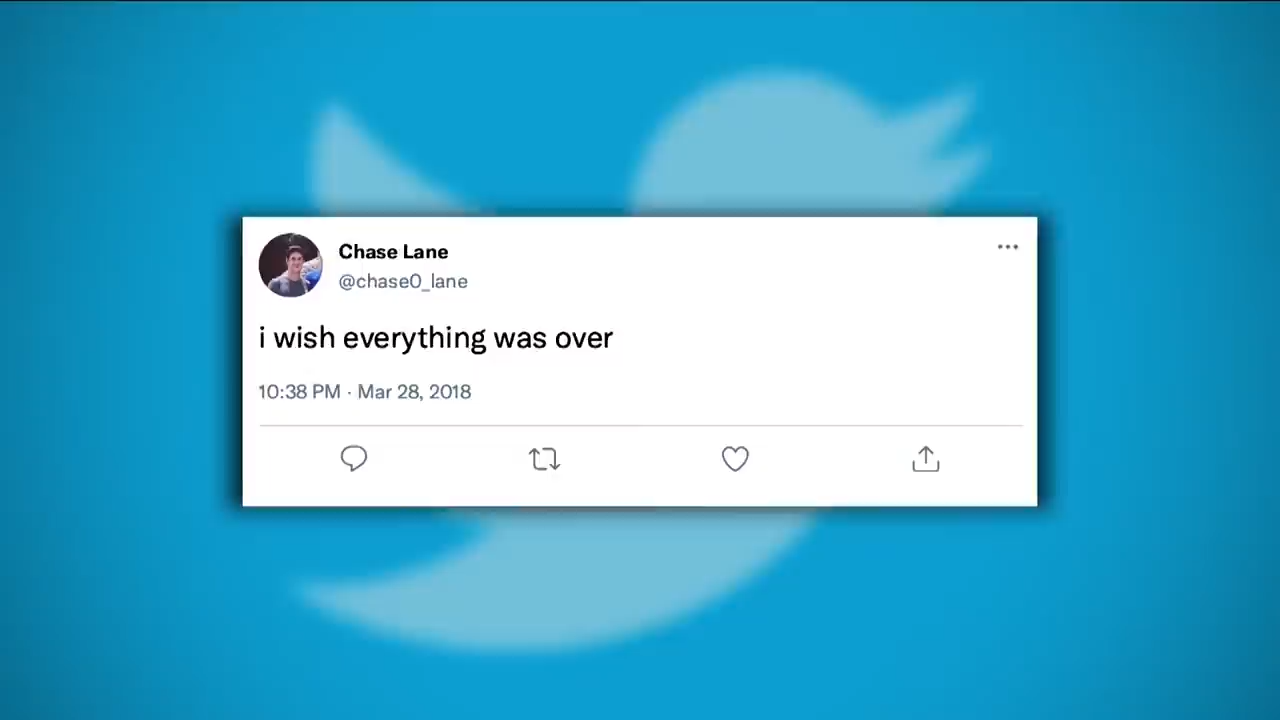 Chase Lane
@chase0_lane
i wish everything was over
10:38 PM · Mar 28, 2018